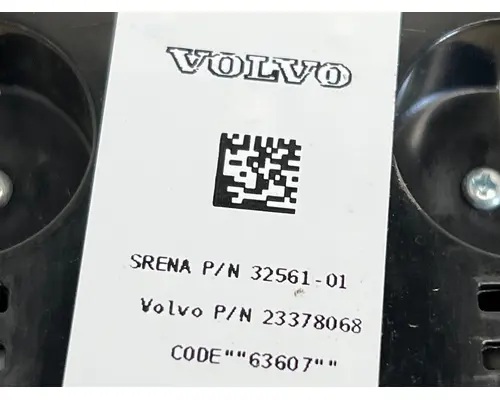 VOLVO
SRENA P/N 32561-01
Volvo P/N 23378068
CODE""63607""